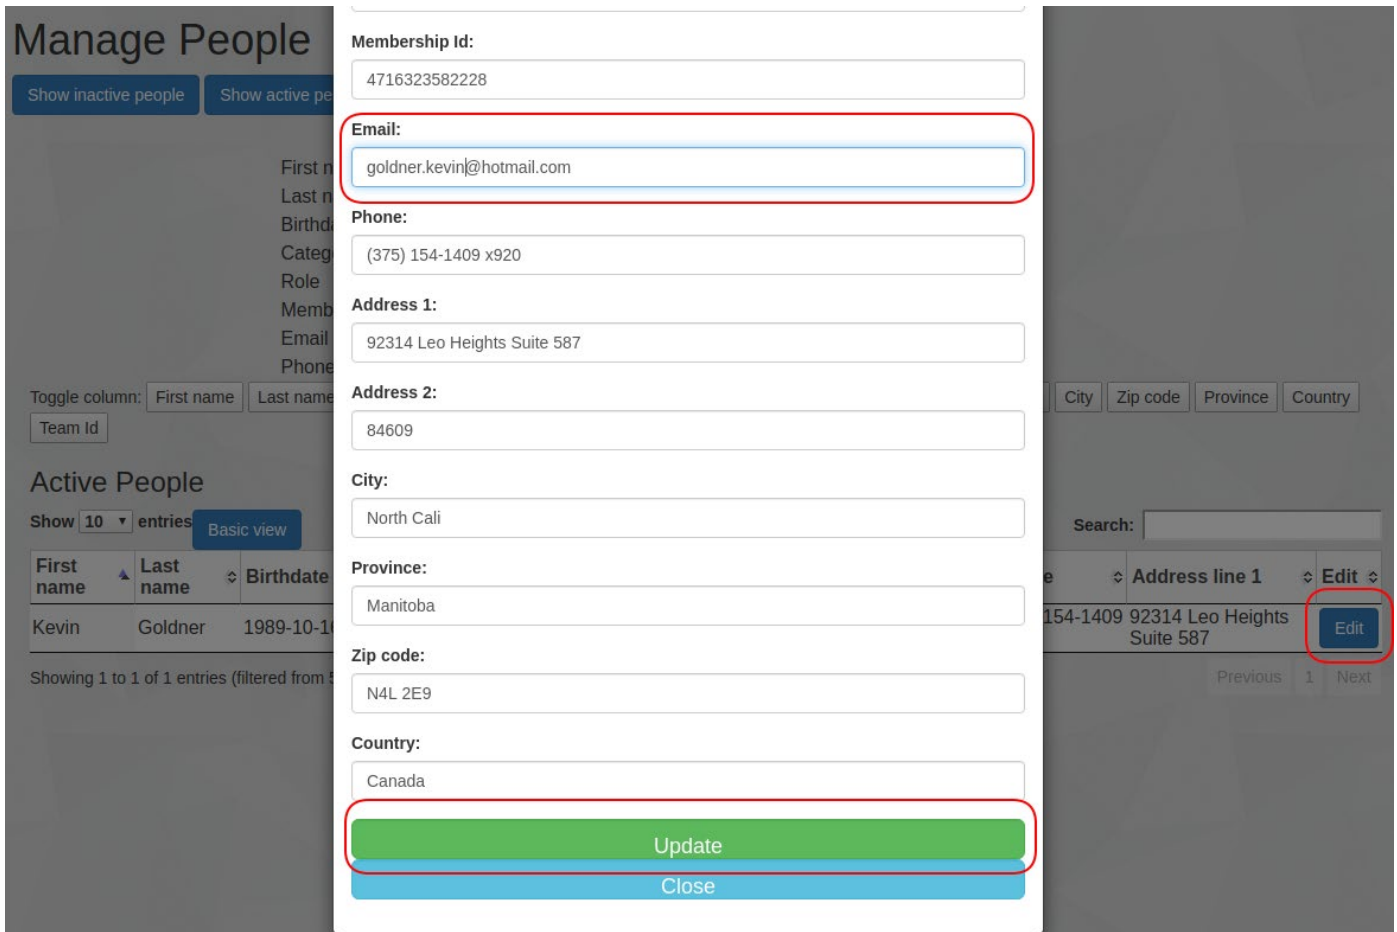 Manage People
Show inactive people
Show active pe
First n
Last n
Birthda
Categ
Role
Memb
Email
Phone
Toggle column: First name Last name City Zip code Province Country
Team Id
Active People
Show 10 entries Basic view
Search:
First name Last name Birthdate e Address line 1 Edit
Kevin Goldner 1989-10-16 154-1409 92314 Leo Heights Suite 587 Edit
Showing 1 to 1 of 1 entries (filtered from 5
Previous 1 Next
Membership Id:
4716323582228
Email:
goldner.kevin@hotmail.com
Phone:
(375) 154-1409 x920
Address 1:
92314 Leo Heights Suite 587
Address 2:
84609
City:
North Cali
Province:
Manitoba
Zip code:
N4L 2E9
Country:
Canada
Update
Close